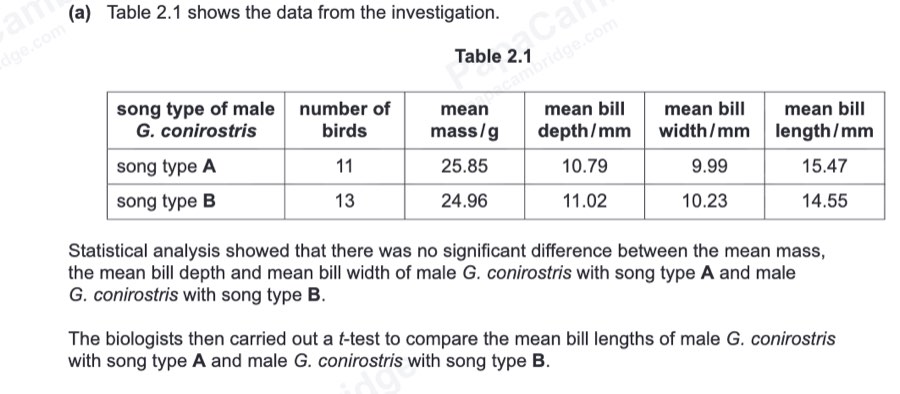 (a) Table 2.1 shows the data from the investigation.
Table 2.1
song type of male G. conirostris | number of birds | mean mass/g | mean bill depth/mm | mean bill width/mm | mean bill length/mm
song type A | 11 | 25.85 | 10.79 | 9.99 | 15.47
song type B | 13 | 24.96 | 11.02 | 10.23 | 14.55
Statistical analysis showed that there was no significant difference between the mean mass,
the mean bill depth and mean bill width of male G. conirostris with song type A and male
G. conirostris with song type B.
The biologists then carried out a t-test to compare the mean bill lengths of male G. conirostris
with song type A and male G. conirostris with song type B.